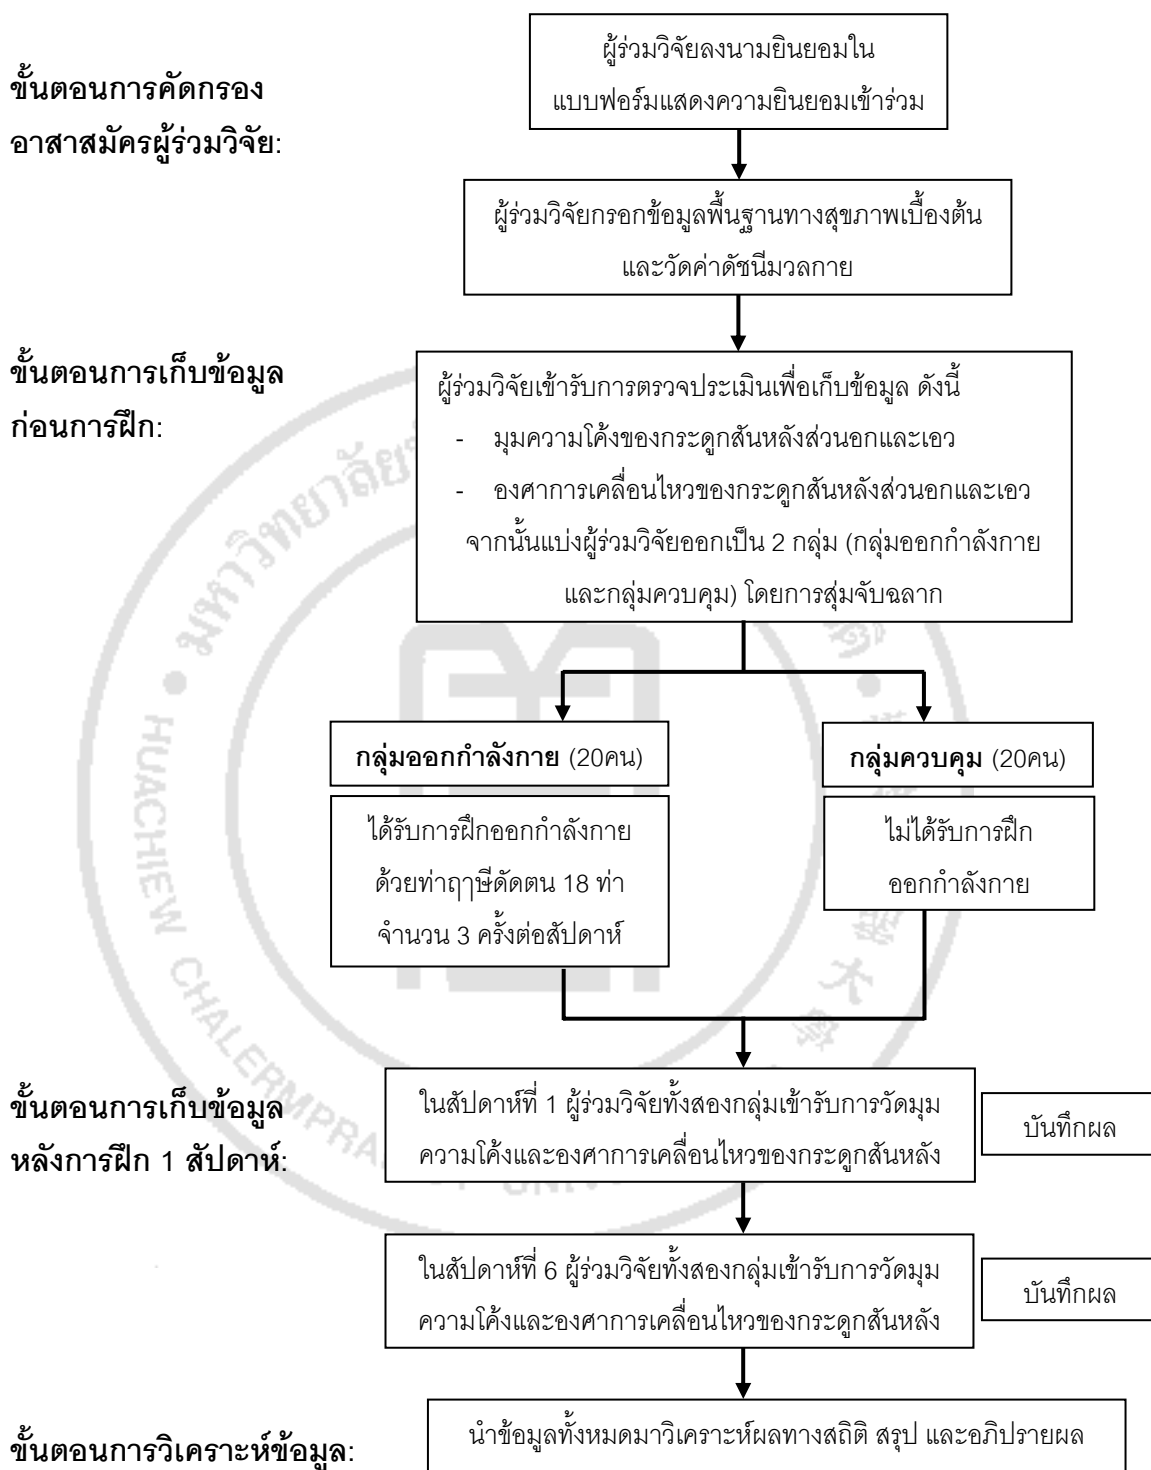 ผู้ร่วมวิจัยลงนามยินยอมใน
แบบฟอร์มแสดงความยินยอมเข้าร่วม
ขั้นตอนการคัดกรอง
อาสาสมัครผู้ร่วมวิจัย:
ผู้ร่วมวิจัยกรอกข้อมูลพื้นฐานทางสุขภาพเบื้องต้น
และวัดค่าดัชนีมวลกาย
ขั้นตอนการเก็บข้อมูล
ก่อนการฝึก:
ผู้ร่วมวิจัยเข้ารับการตรวจประเมินเพื่อเก็บข้อมูล ดังนี้
- มุมความโค้งของกระดูกสันหลังส่วนอกและเอว
- องศาการเคลื่อนไหวของกระดูกสันหลังส่วนอกและเอว
จากนั้นแบ่งผู้ร่วมวิจัยออกเป็น 2 กลุ่ม (กลุ่มออกกำลังกาย
และกลุ่มควบคุม) โดยการสุ่มจับฉลาก
กลุ่มออกกำลังกาย (20คน)
ได้รับการฝึกออกกำลังกาย
ด้วยท่าฤๅษีดัดตน 18 ท่า
จำนวน 3 ครั้งต่อสัปดาห์
กลุ่มควบคุม (20คน)
ไม่ได้รับการฝึก
ออกกำลังกาย
ขั้นตอนการเก็บข้อมูล
หลังการฝึก 1 สัปดาห์:
ในสัปดาห์ที่ 1 ผู้ร่วมวิจัยทั้งสองกลุ่มเข้ารับการวัดมุม
ความโค้งและองศาการเคลื่อนไหวของกระดูกสันหลัง
บันทึกผล
ในสัปดาห์ที่ 6 ผู้ร่วมวิจัยทั้งสองกลุ่มเข้ารับการวัดมุม
ความโค้งและองศาการเคลื่อนไหวของกระดูกสันหลัง
บันทึกผล
ขั้นตอนการวิเคราะห์ข้อมูล:
นำข้อมูลทั้งหมดมาวิเคราะห์ผลทางสถิติ สรุป และอภิปรายผล
HUACHIEW